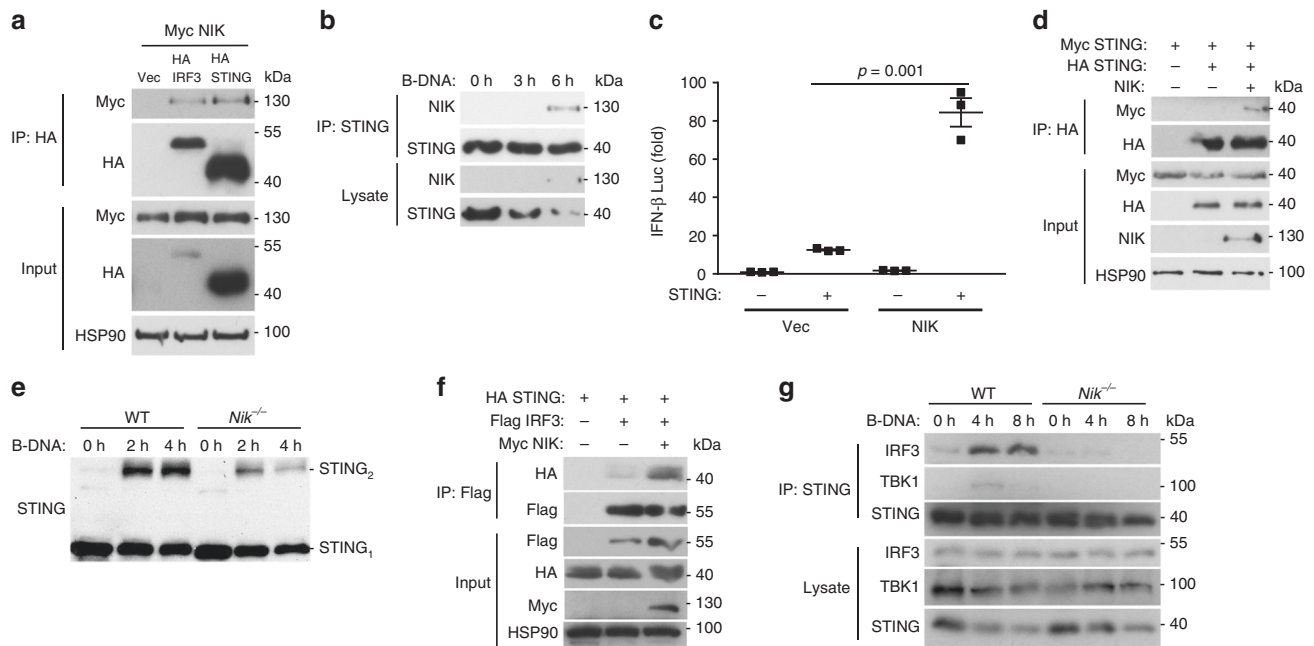 a
Myc NIK
Vec HA IRF3 HA STING kDa
IP: HA
Myc 130
HA 55
40
Input
Myc 130
HA 55
40
HSP90 100
b
B-DNA: 0 h 3 h 6 h kDa
IP: STING
NIK 130
STING 40
Lysate
NIK 130
STING 40
c
IFN-β Luc (fold)
100
80
60
40
20
0
p = 0.001
STING: – + – +
Vec NIK
d
Myc STING: + + +
HA STING: – + +
NIK: – – + kDa
IP: HA
Myc 40
HA 40
Input
Myc 40
HA 40
NIK 130
HSP90 100
e
WT Nik–/–
B-DNA: 0 h 2 h 4 h 0 h 2 h 4 h
STING
STING2
STING1
f
HA STING: + + +
Flag IRF3: – + +
Myc NIK: – – + kDa
IP: Flag
HA 40
Flag 55
Input
Flag 55
HA 40
Myc 130
HSP90 100
g
WT Nik–/–
B-DNA: 0 h 4 h 8 h 0 h 4 h 8 h kDa
IP: STING
IRF3 55
TBK1 100
STING 40
Lysate
IRF3 55
TBK1 100
STING 40